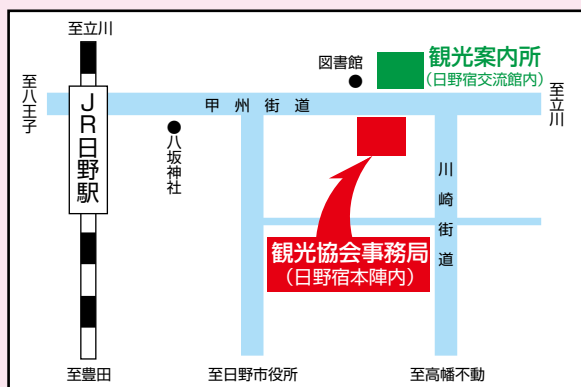 至立川
至八王子
JR日野駅
図書館
観光案内所
（日野宿交流館内）
至立川
甲州街道
八坂神社
川崎街道
観光協会事務局
（日野宿本陣内）
至豊田
至日野市役所
至高幡不動